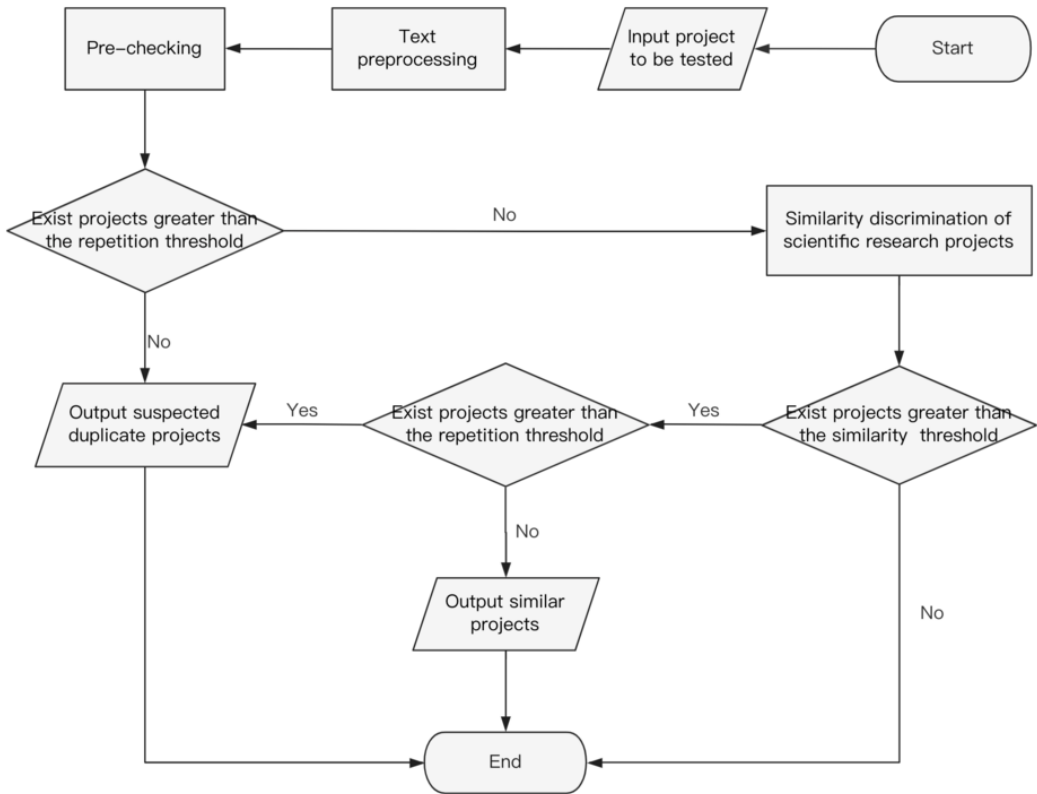 Pre-checking
Text
preprocessing
Input project
to be tested
Start
Exist projects greater than
the repetition threshold
No
Similarity discrimination of
scientific research projects
No
Output suspected
duplicate projects
Yes
Exist projects greater than
the repetition threshold
Yes
Exist projects greater than
the similarity threshold
No
Output similar
projects
No
End